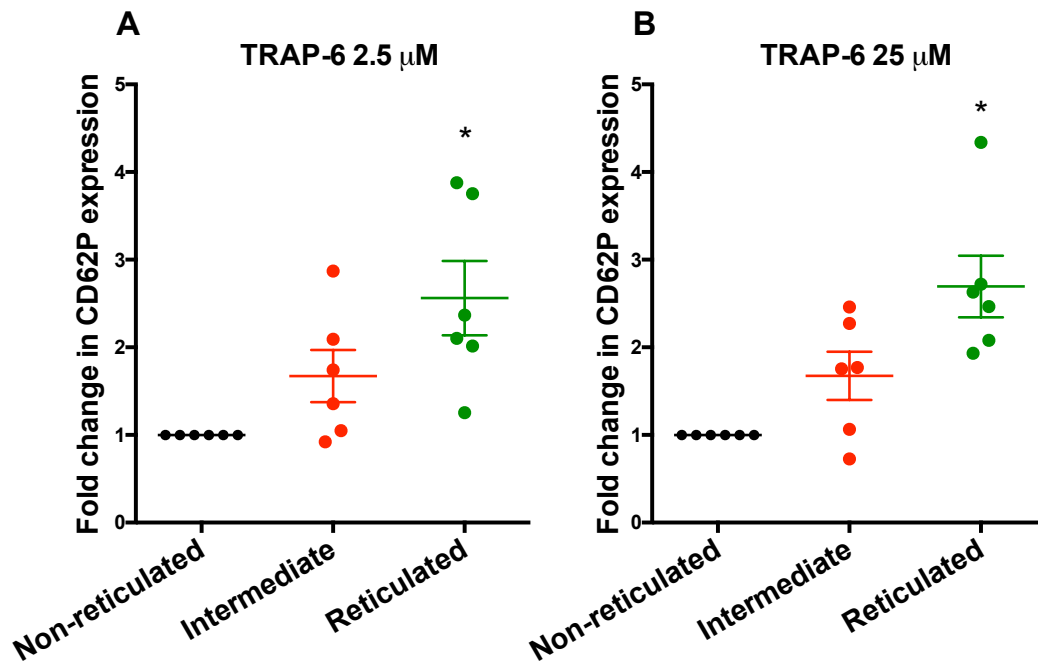 A
TRAP-6 2.5 μM
Fold change in CD62P expression
5
4
3
2
1
0
*
Non-reticulated
Intermediate
Reticulated
B
TRAP-6 25 μM
Fold change in CD62P expression
5
4
3
2
1
0
*
Non-reticulated
Intermediate
Reticulated